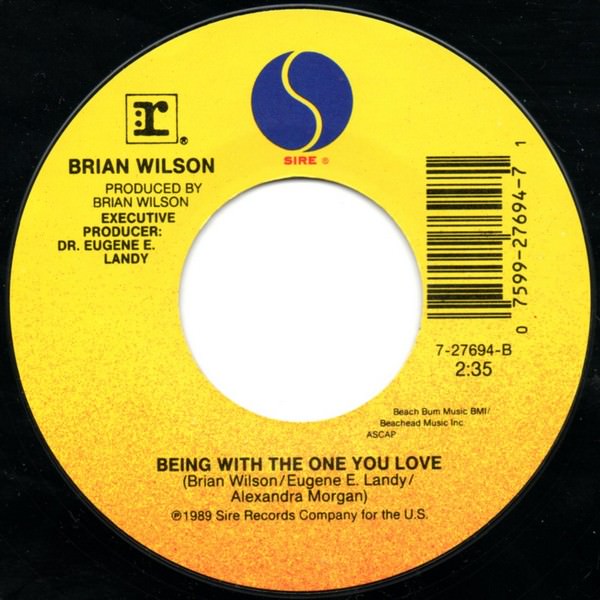 r®
SIRE ®
BRIAN WILSON
PRODUCED BY
BRIAN WILSON
EXECUTIVE
PRODUCER:
DR. EUGENE E.
LANDY
0 7599-27694-7 1
7-27694-B
2:35
Beach Bum Music BMI/
Beachead Music Inc.
ASCAP
BEING WITH THE ONE YOU LOVE
(Brian Wilson/Eugene E. Landy/
Alexandra Morgan)
℗1989 Sire Records Company for the U.S.